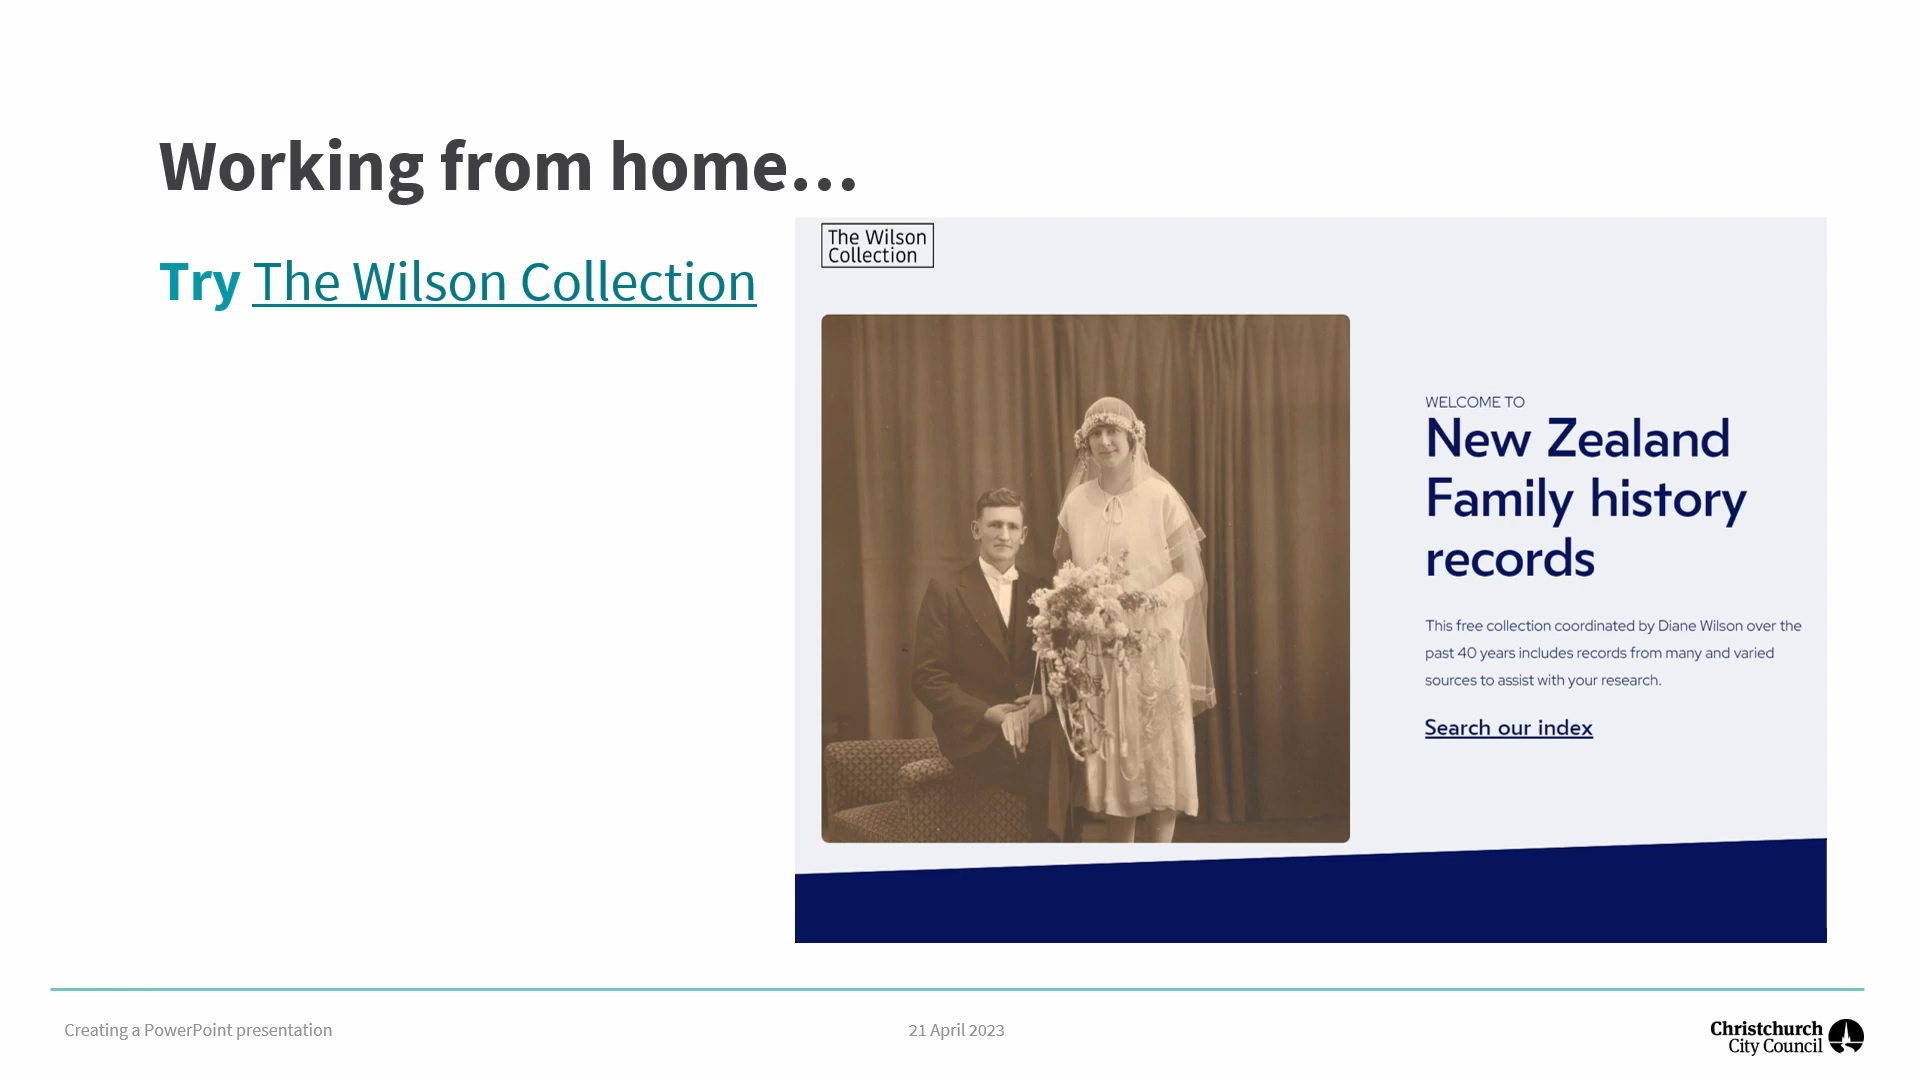 Working from home...
Try The Wilson Collection
The Wilson
Collection
WELCOME TO
New Zealand
Family history
records
This free collection coordinated by Diane Wilson over the
past 40 years includes records from many and varied
sources to assist with your research.
Search our index
Creating a PowerPoint presentation
21 April 2023
Christchurch
City Council